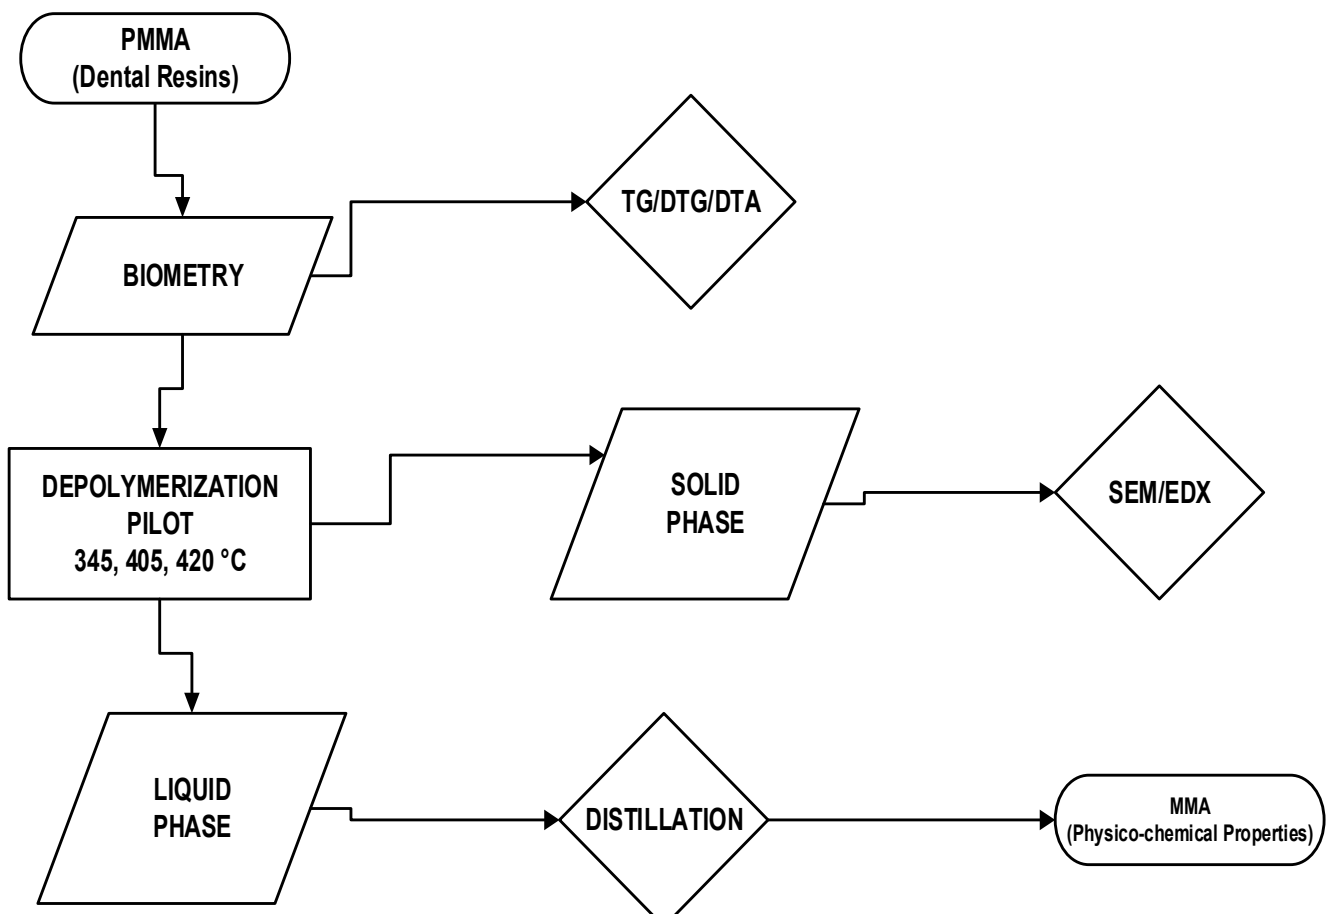 PMMA
(Dental Resins)
TG/DTG/DTA
BIOMETRY
DEPOLYMERIZATION
PILOT
345, 405, 420 °C
SOLID
PHASE
SEM/EDX
LIQUID
PHASE
DISTILLATION
MMA
(Physico-chemical Properties)